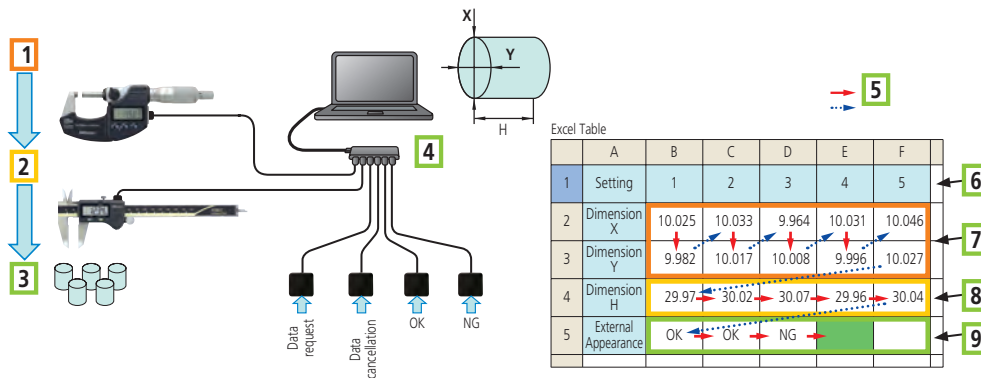 1
2
3
4
X
Y
H
Data
request
Data
cancellation
OK
NG
5
Excel Table
A B C D E F
1 Setting 1 2 3 4 5
2 Dimension X 10.025 10.033 9.964 10.031 10.046
3 Dimension Y 9.982 10.017 10.008 9.996 10.027
4 Dimension H 29.97 30.02 30.07 29.96 30.04
5 External Appearance OK OK NG
6
7
8
9